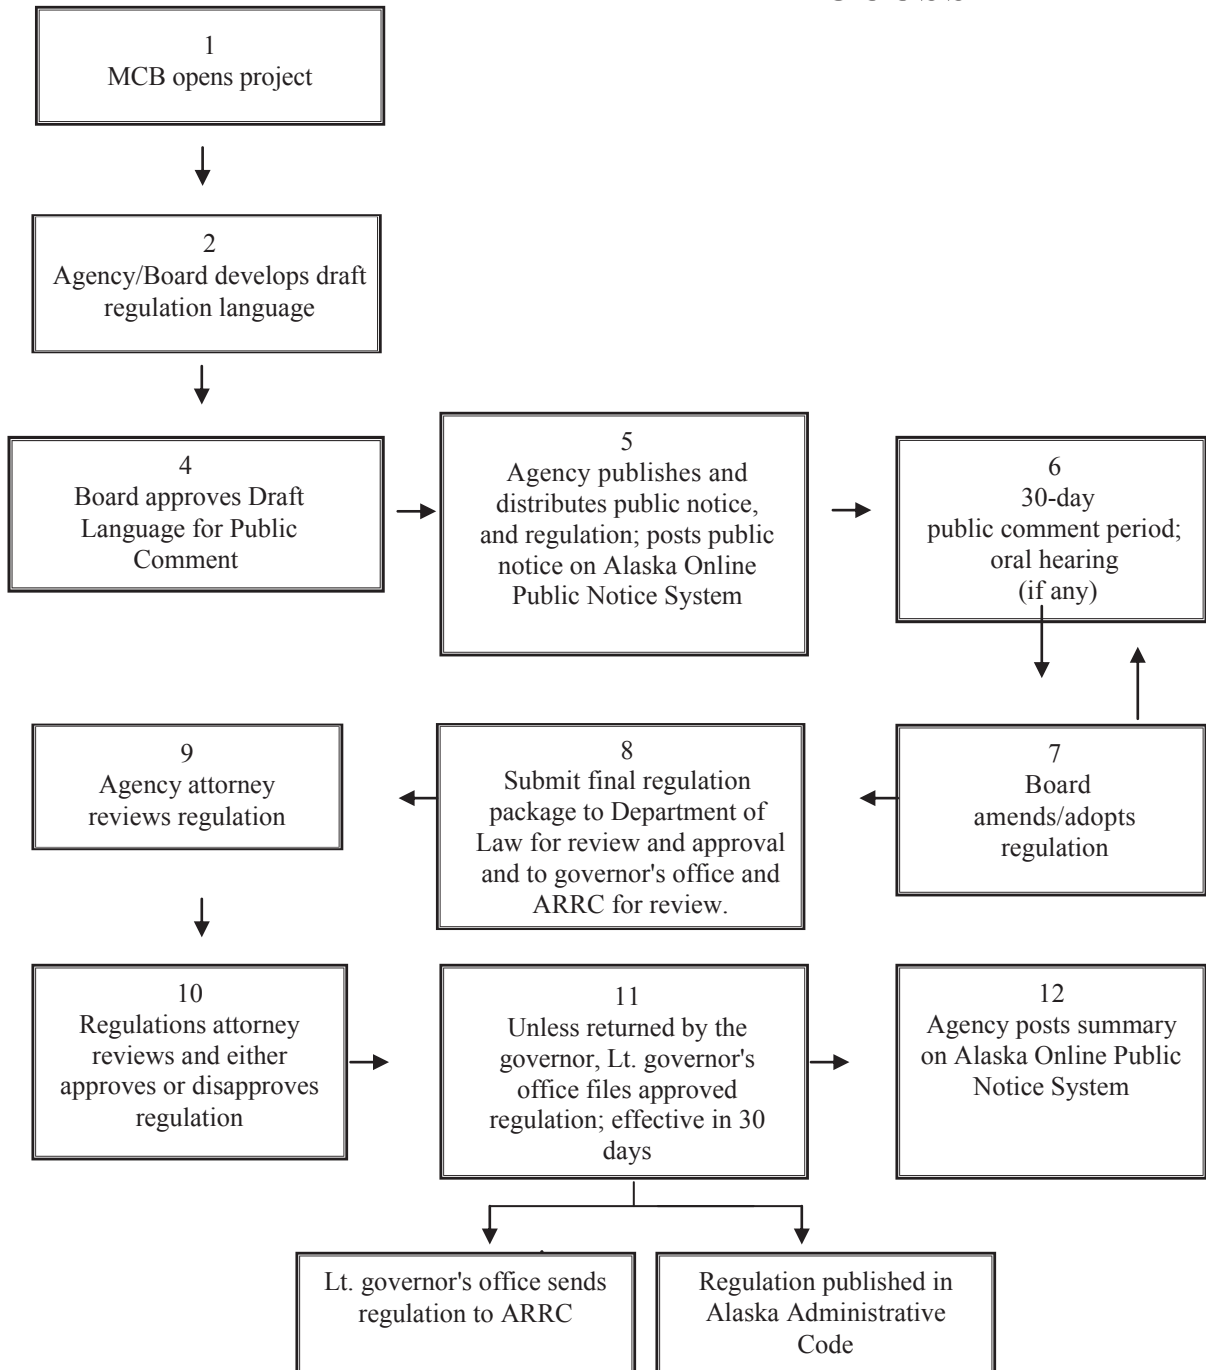 1
MCB opens project
2
Agency/Board develops draft
regulation language
4
Board approves Draft
Language for Public
Comment
5
Agency publishes and
distributes public notice,
and regulation; posts public
notice on Alaska Online
Public Notice System
6
30-day
public comment period;
oral hearing
(if any)
7
Board
amends/adopts
regulation
8
Submit final regulation
package to Department of
Law for review and approval
and to governor's office and
ARRC for review.
9
Agency attorney
reviews regulation
10
Regulations attorney
reviews and either
approves or disapproves
regulation
11
Unless returned by the
governor, Lt. governor's
office files approved
regulation; effective in 30
days
12
Agency posts summary
on Alaska Online Public
Notice System
Lt. governor's office sends
regulation to ARRC
Regulation published in
Alaska Administrative
Code